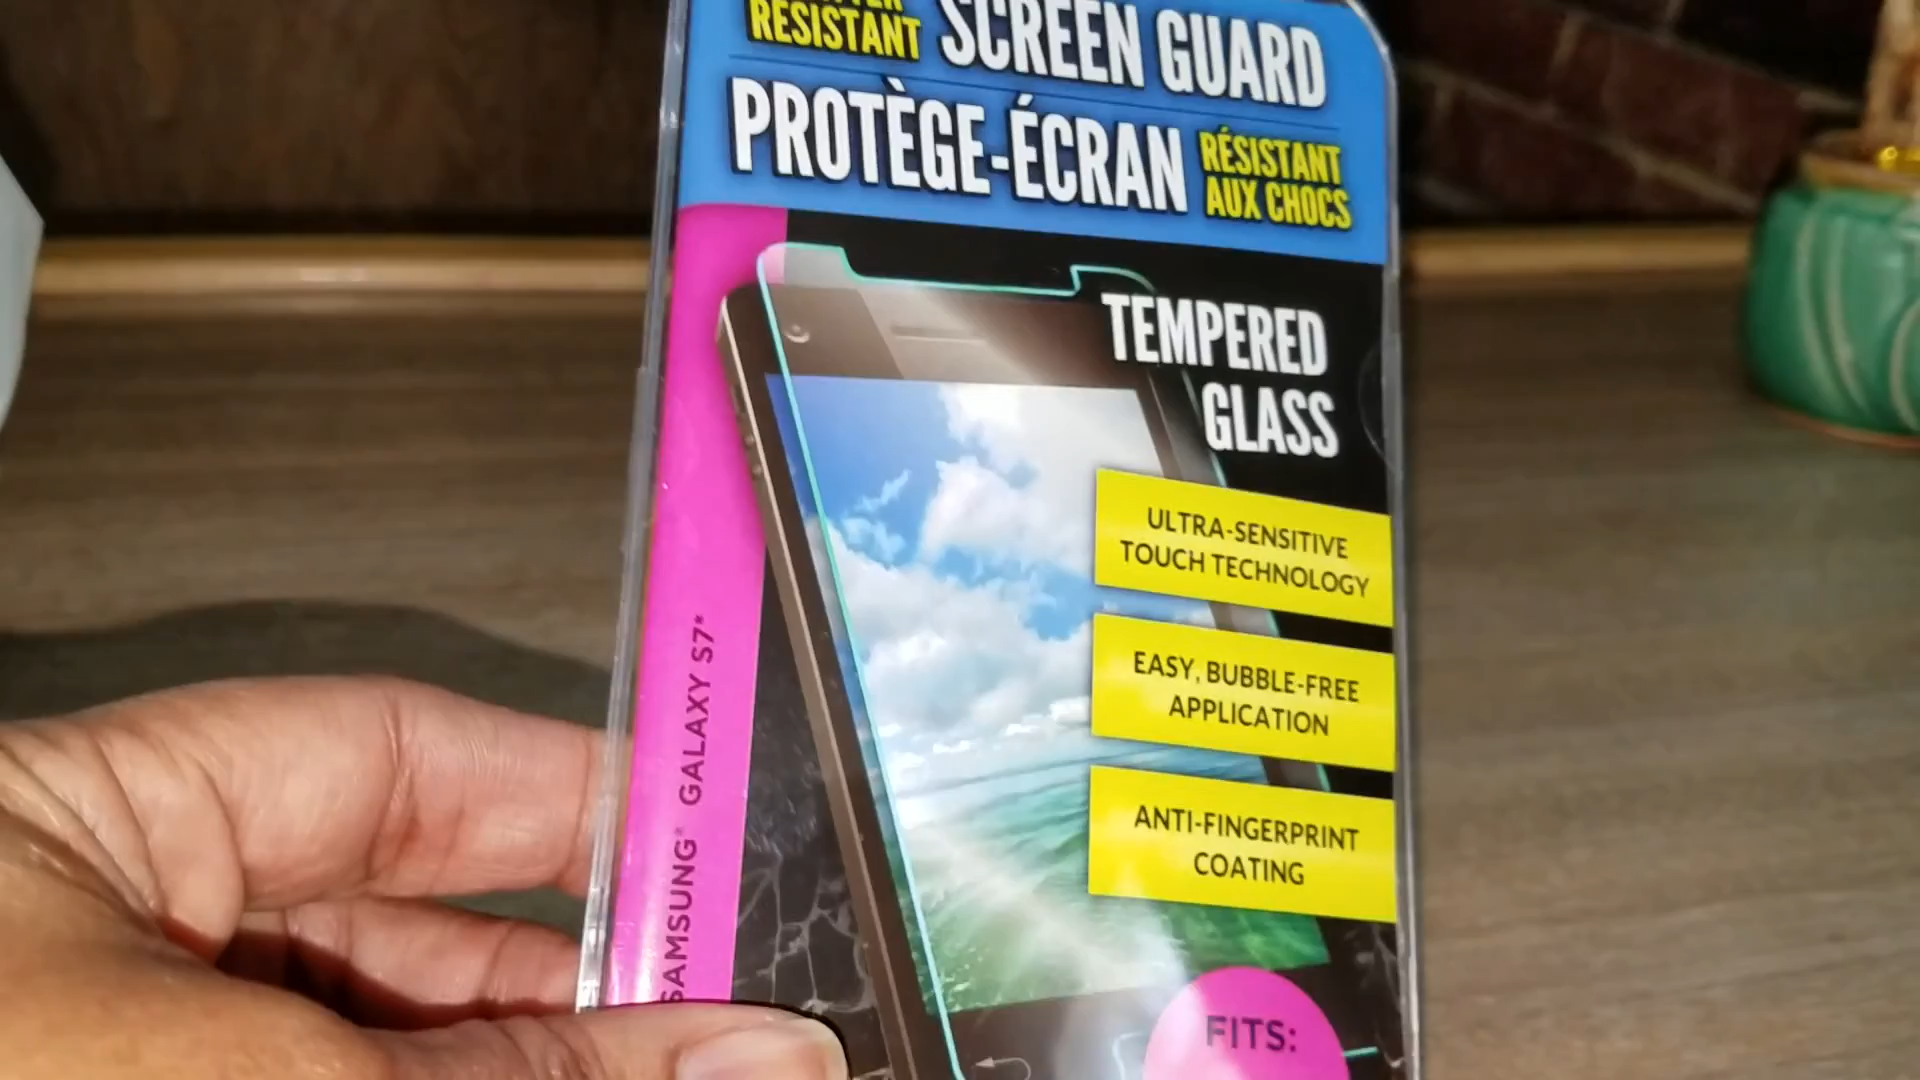 RESISTANT SCREEN GUARD
PROTÈGE-ÉCRAN RÉSISTANT
AUX CHOCS
TEMPERED
GLASS
ULTRA-SENSITIVE
TOUCH TECHNOLOGY
EASY, BUBBLE-FREE
APPLICATION
ANTI-FINGERPRINT
COATING
SAMSUNG® GALAXY S7*
FITS: